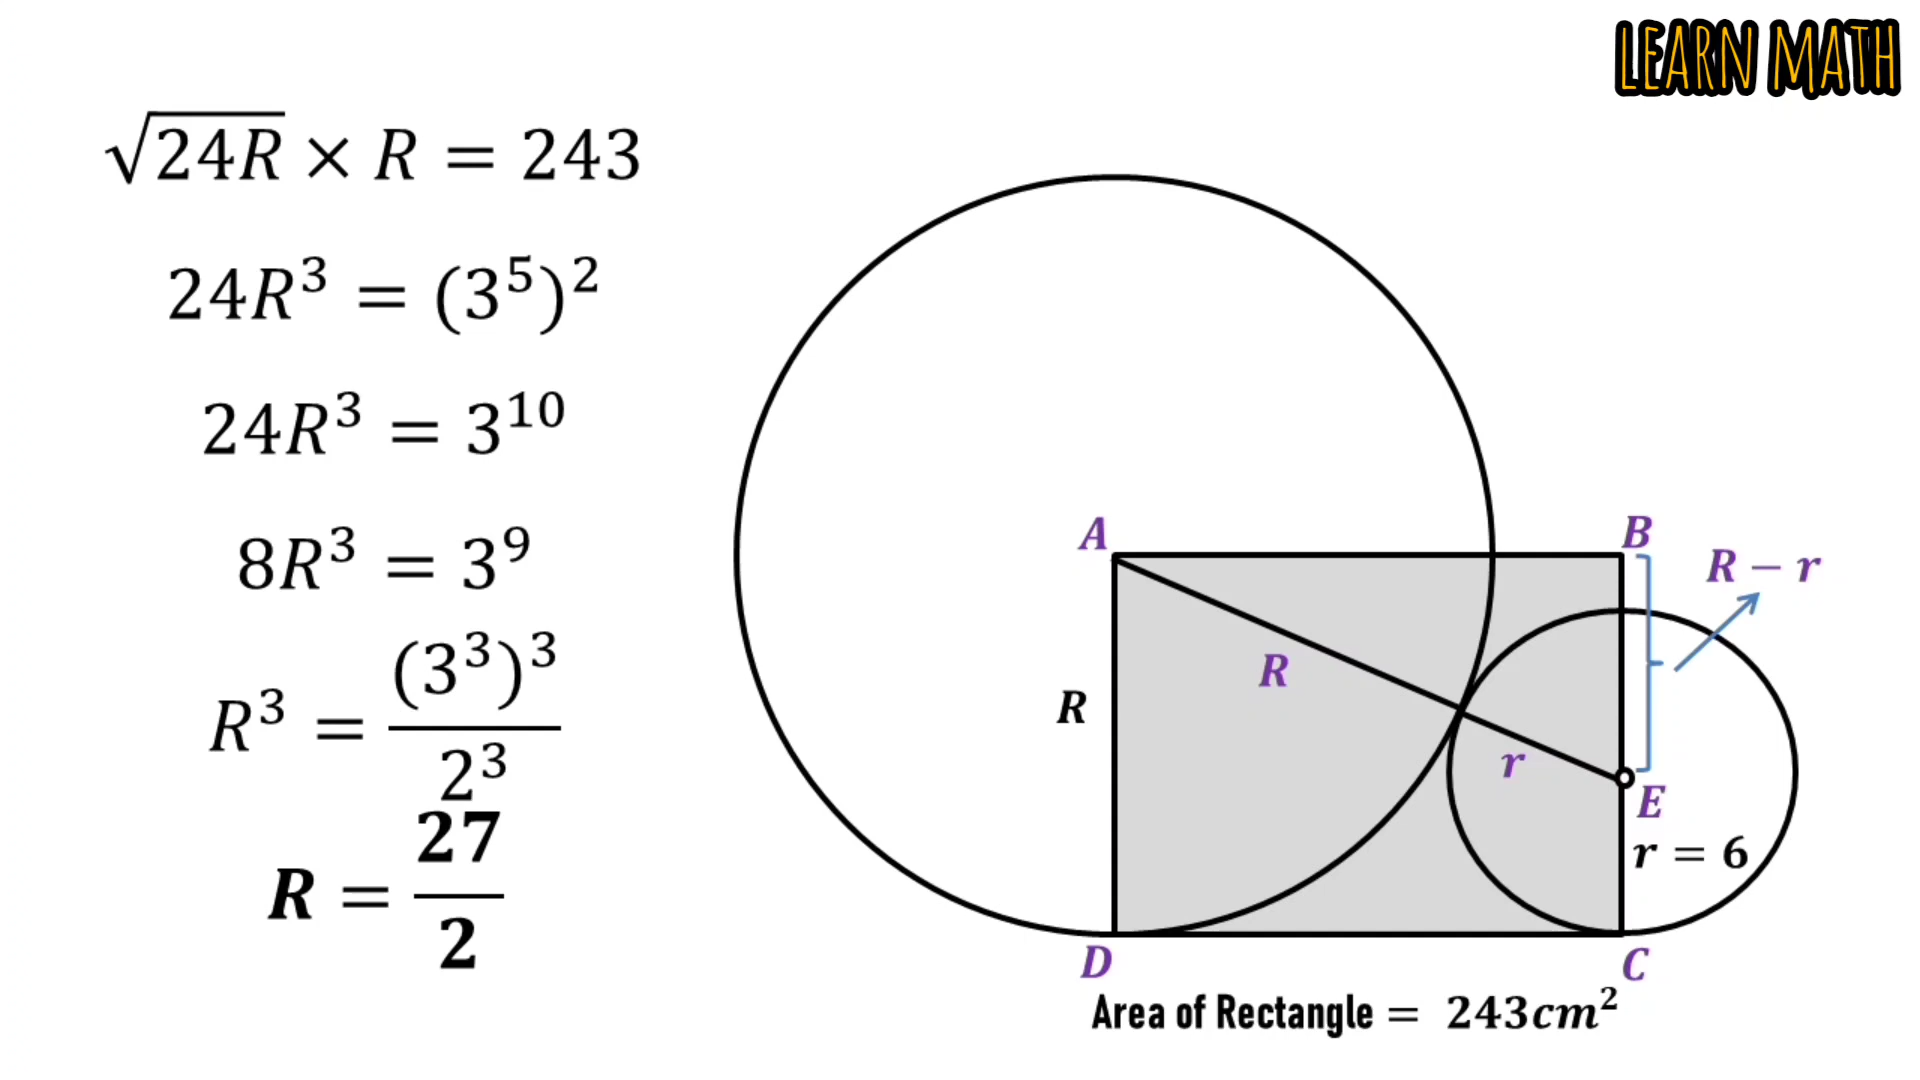 LEARN MATH
√24R × R = 243
24R³ = (3⁵)²
24R³ = 3¹⁰
8R³ = 3⁹
R³ = (3³)³ / 2³
R = 27 / 2
A
B
R − r
R
R
r
E
r = 6
D
C
Area of Rectangle = 243cm²